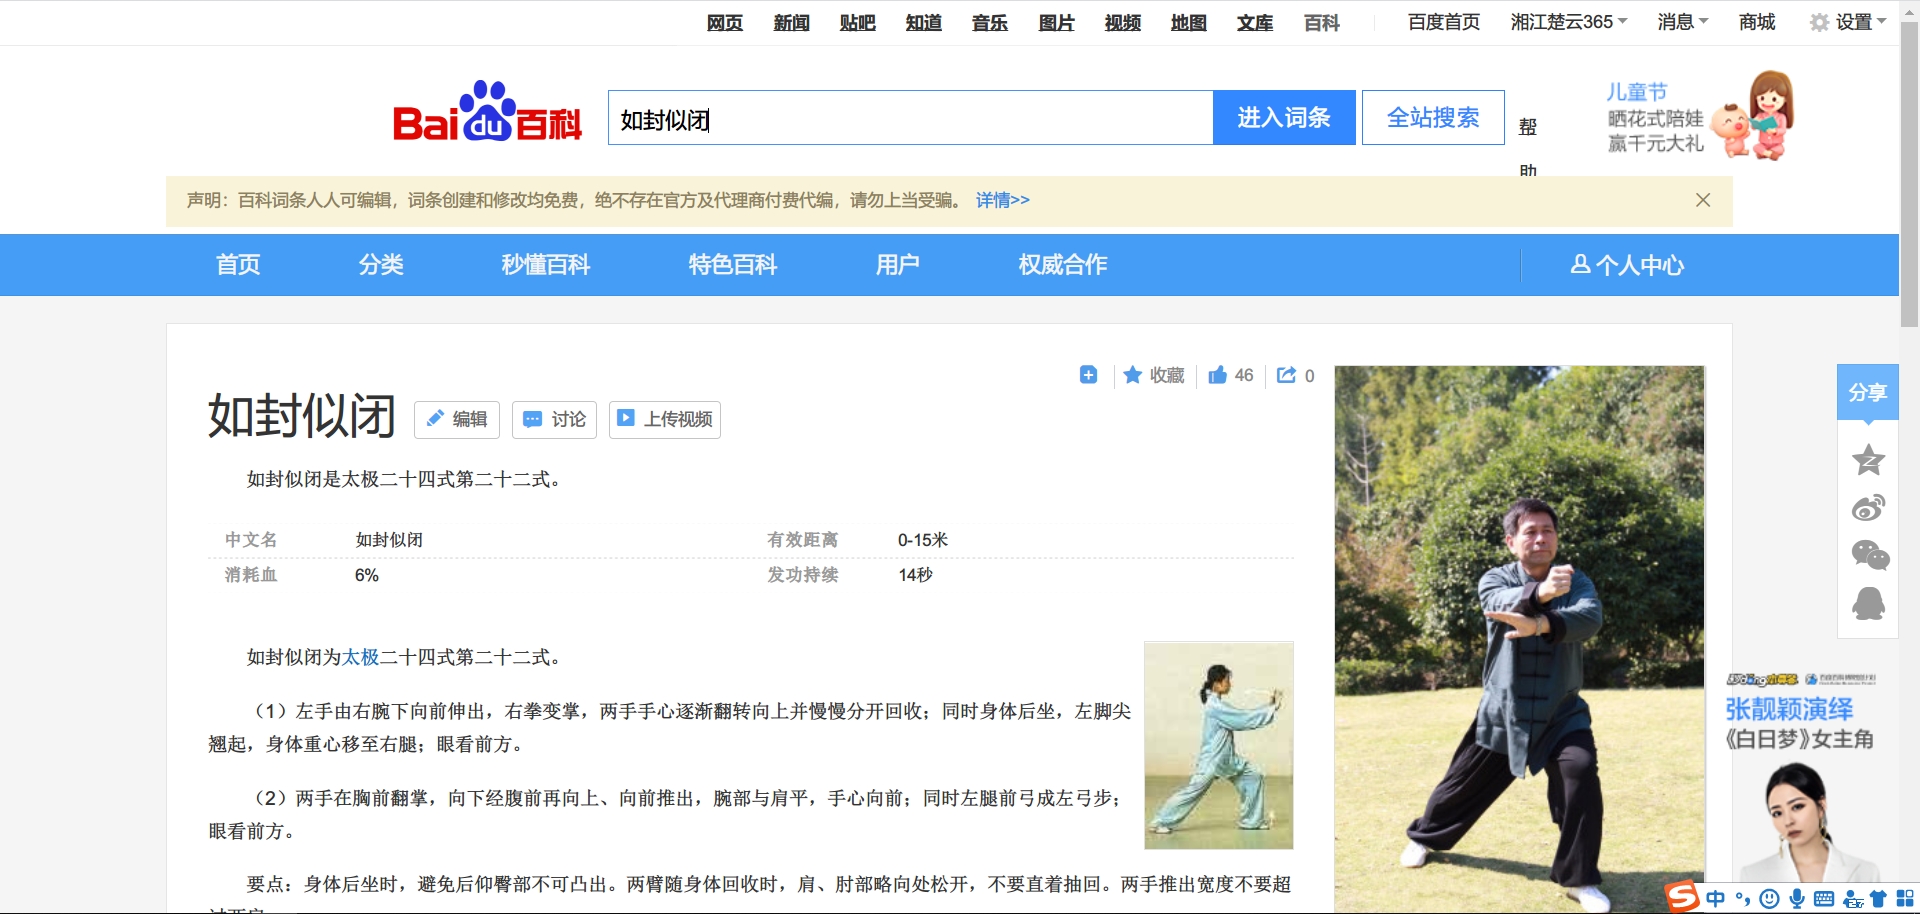 网页 新闻 贴吧 知道 音乐 图片 视频 地图 文库 百科 百度首页 湘江楚云365 消息 商城 设置
Baidu百科 如封似闭 进入词条 全站搜索 帮助
儿童节
晒花式陪娃
赢千元大礼
声明：百科词条人人可编辑，词条创建和修改均免费，绝不存在官方及代理商付费代编，请勿上当受骗。 详情>>
首页 分类 秒懂百科 特色百科 用户 权威合作 个人中心
收藏 46 0
如封似闭 编辑 讨论 上传视频
如封似闭是太极二十四式第二十二式。
中文名 如封似闭 有效距离 0-15米
消耗血 6% 发功持续 14秒
如封似闭为太极二十四式第二十二式。
（1）左手由右腕下向前伸出，右拳变掌，两手手心逐渐翻转向上并慢慢分开回收；同时身体后坐，左脚尖
翘起，身体重心移至右腿；眼看前方。
（2）两手在胸前翻掌，向下经腹前再向上、向前推出，腕部与肩平，手心向前；同时左腿前弓成左弓步；
眼看前方。
要点：身体后坐时，避免后仰臀部不可凸出。两臂随身体回收时，肩、肘部略向处松开，不要直着抽回。两手推出宽度不要超
分享
张靓颖演绎
《白日梦》女主角
S 中